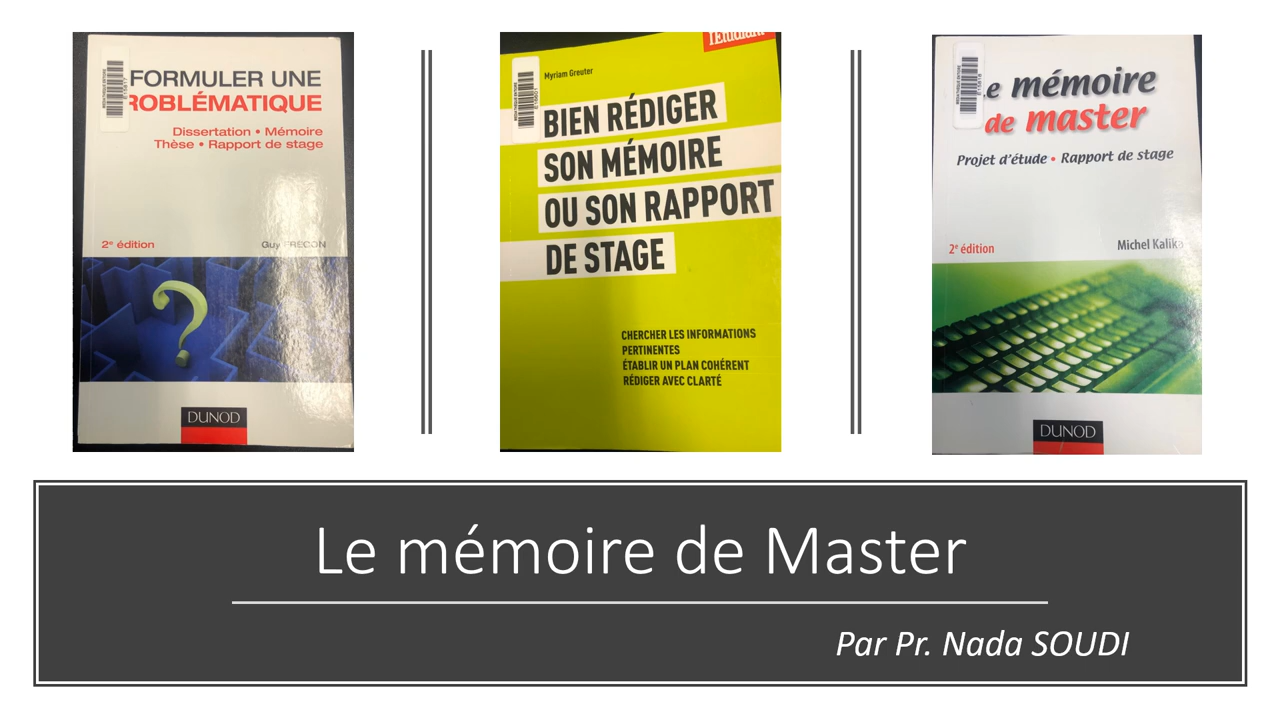 FORMULER UNE
ROBLÉMATIQUE
Dissertation • Mémoire
Thèse • Rapport de stage
2e édition
Guy FRECON
DUNOD
l'Etudiant
Myriam Greuter
BIEN RÉDIGER
SON MÉMOIRE
OU SON RAPPORT
DE STAGE
CHERCHER LES INFORMATIONS
PERTINENTES
ÉTABLIR UN PLAN COHÉRENT
RÉDIGER AVEC CLARTÉ
e mémoire
de master
Projet d'étude • Rapport de stage
2e édition
Michel Kalika
DUNOD
Le mémoire de Master
Par Pr. Nada SOUDI